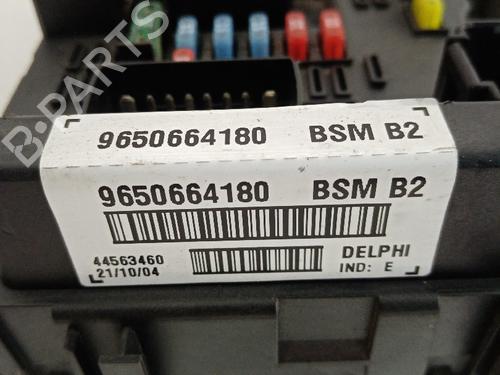 B-PARTS
9650664180 BSM B2
9650664180 BSM B2
44563460 DELPHI
21/10/04 IND: E